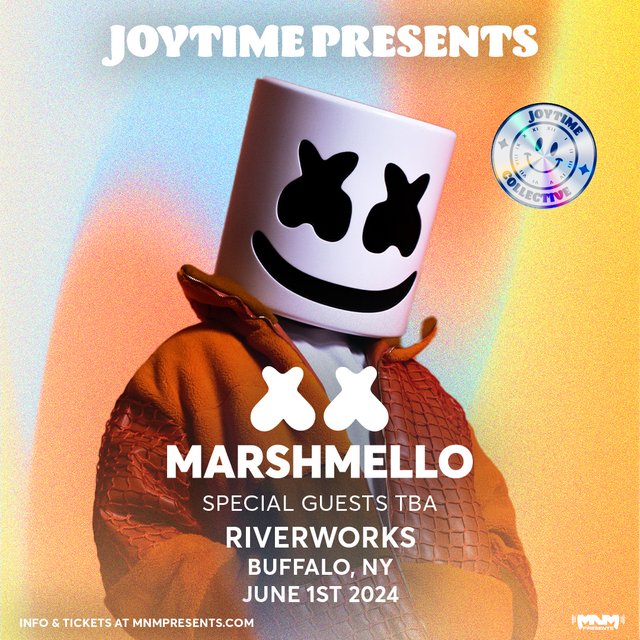 JOYTIME PRESENTS
JOYTIME
COLLECTIVE
MARSHMELLO
SPECIAL GUESTS TBA
RIVERWORKS
BUFFALO, NY
JUNE 1ST 2024
INFO & TICKETS AT MNMPRESENTS.COM
MNM
PRESENTS